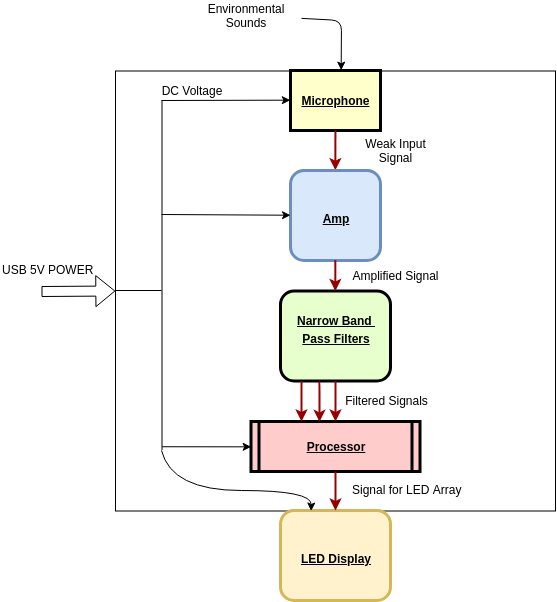 Environmental
Sounds
DC Voltage
Microphone
Weak Input
Signal
Amp
USB 5V POWER
Amplified Signal
Narrow Band
Pass Filters
Filtered Signals
Processor
Signal for LED Array
LED Display